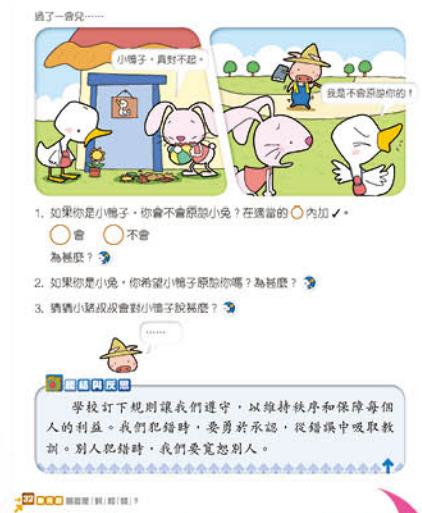 過了一會兒……
小鴨子，真對不起。
我是不會原諒你的！
1. 如果你是小鴨子，你會不會原諒小兔？在適當的○內加✓。
○會 ○不會
為甚麼？
2. 如果你是小兔，你希望小鴨子原諒你嗎？為甚麼？
3. 猜猜小豬叔叔會對小鴨子說甚麼？
……
總結與反思
學校訂下規則讓我們遵守，以維持秩序和保障每個
人的利益。我們犯錯時，要勇於承認，從錯誤中吸取教
訓。別人犯錯時，我們要寬恕別人。